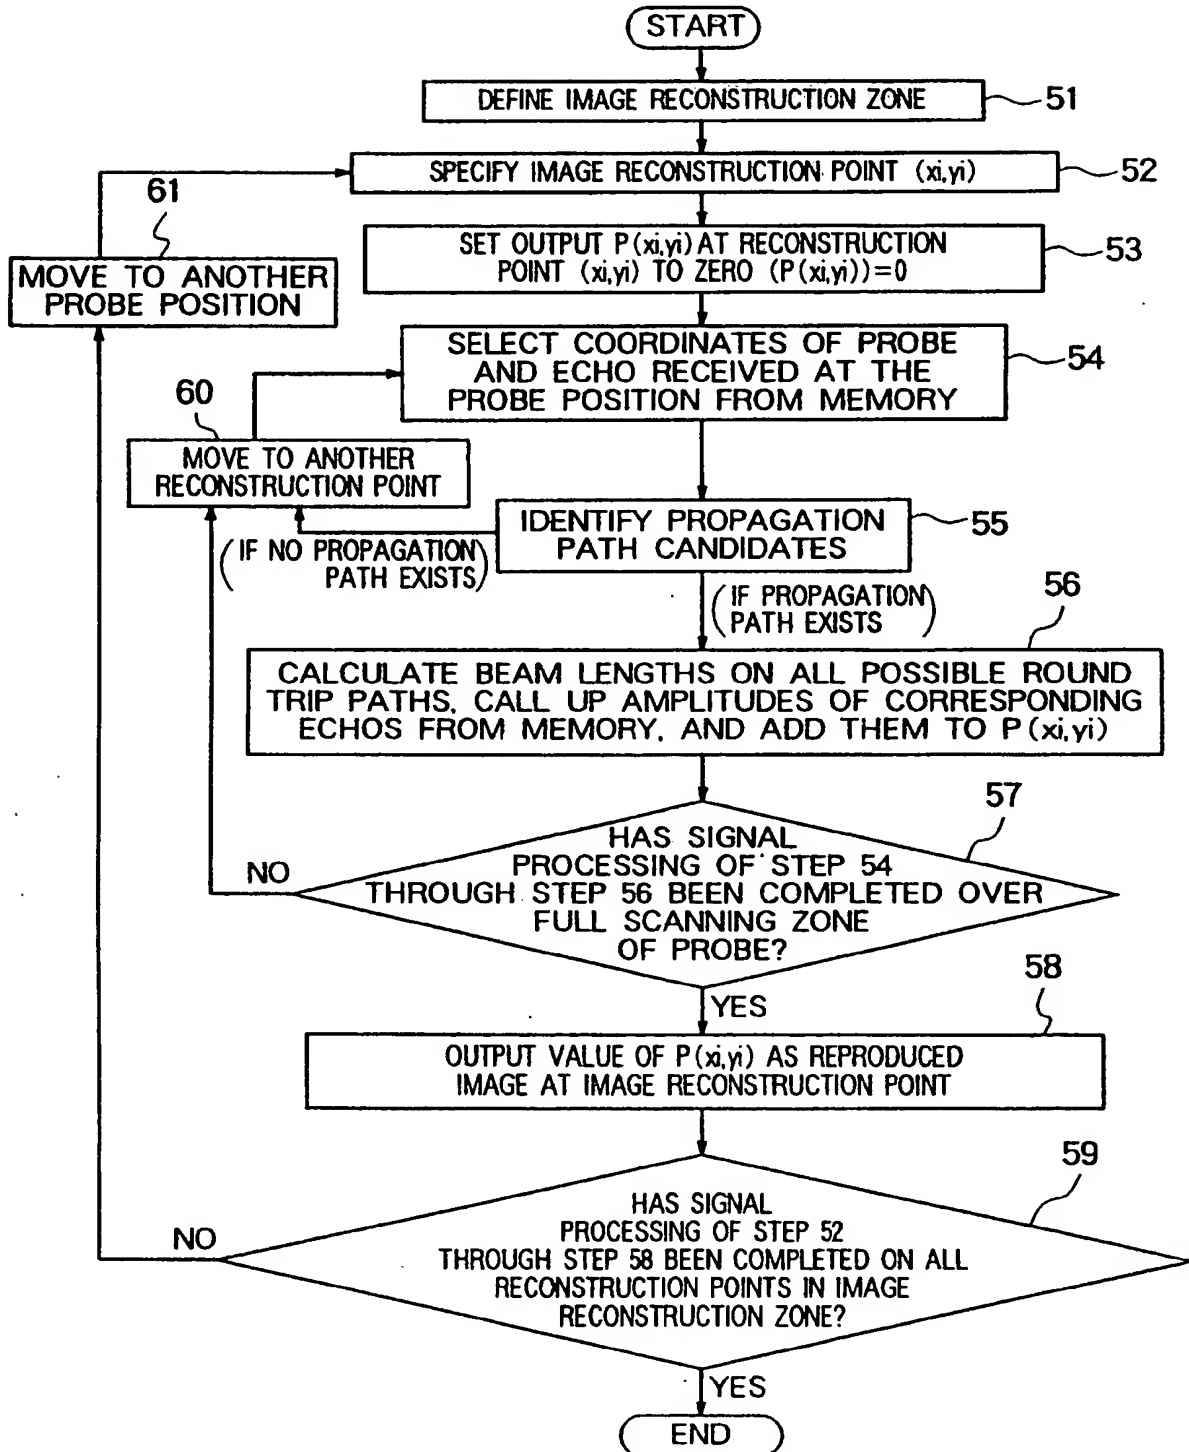 START
DEFINE IMAGE RECONSTRUCTION ZONE
51
SPECIFY IMAGE RECONSTRUCTION POINT (xi,yi)
52
61
SET OUTPUT P(xi,yi) AT RECONSTRUCTION
POINT (xi,yi) TO ZERO (P(xi,yi))=0
53
MOVE TO ANOTHER
PROBE POSITION
SELECT COORDINATES OF PROBE
AND ECHO RECEIVED AT THE
PROBE POSITION FROM MEMORY
54
60
MOVE TO ANOTHER
RECONSTRUCTION POINT
IDENTIFY PROPAGATION
PATH CANDIDATES
55
(IF NO PROPAGATION
PATH EXISTS)
(IF PROPAGATION
PATH EXISTS)
56
CALCULATE BEAM LENGTHS ON ALL POSSIBLE ROUND
TRIP PATHS, CALL UP AMPLITUDES OF CORRESPONDING
ECHOS FROM MEMORY, AND ADD THEM TO P(xi,yi)
57
HAS SIGNAL
PROCESSING OF STEP 54
THROUGH STEP 56 BEEN COMPLETED OVER
FULL SCANNING ZONE
OF PROBE?
NO
YES
58
OUTPUT VALUE OF P(xi,yi) AS REPRODUCED
IMAGE AT IMAGE RECONSTRUCTION POINT
59
HAS SIGNAL
PROCESSING OF STEP 52
THROUGH STEP 58 BEEN COMPLETED ON ALL
RECONSTRUCTION POINTS IN IMAGE
RECONSTRUCTION ZONE?
NO
YES
END